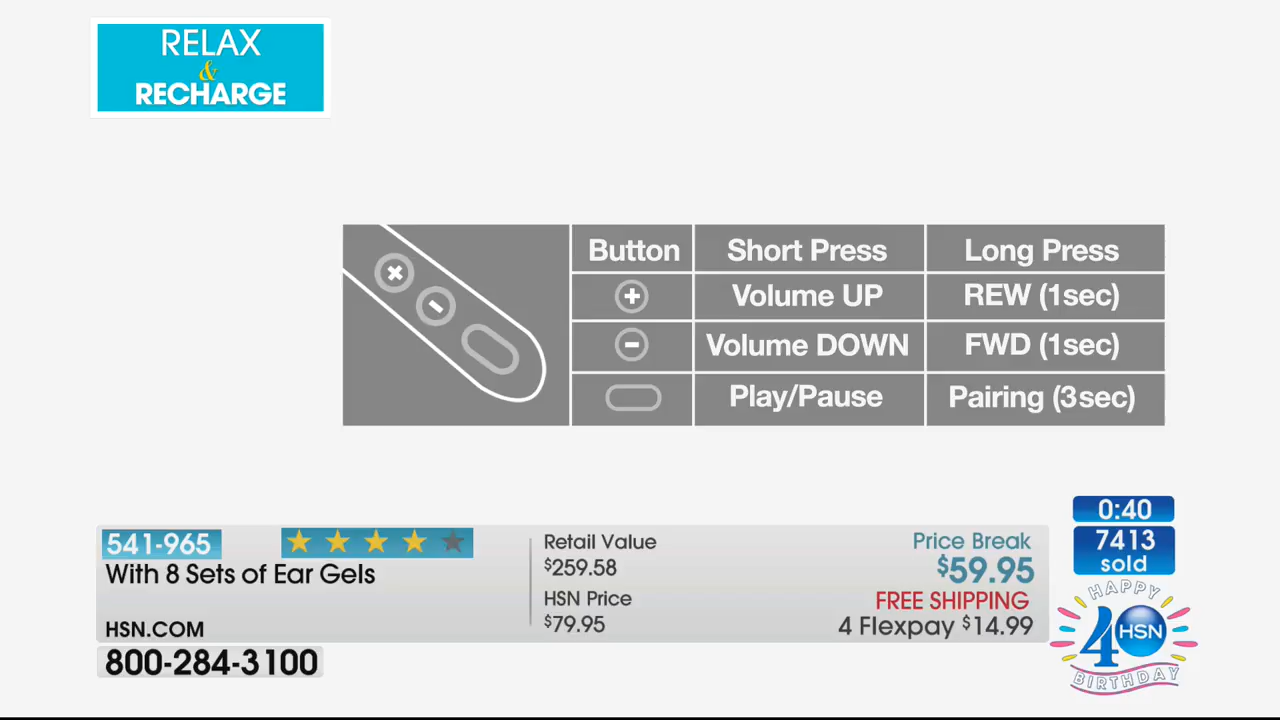 RELAX
&
RECHARGE
Button Short Press Long Press
+ Volume UP REW (1sec)
- Volume DOWN FWD (1sec)
Play/Pause Pairing (3sec)
0:40
7413
sold
541-965
With 8 Sets of Ear Gels
HSN.COM
800-284-3100
Retail Value
$259.58
HSN Price
$79.95
Price Break
$59.95
FREE SHIPPING
4 Flexpay $14.99
HAPPY
40 HSN
BIRTHDAY